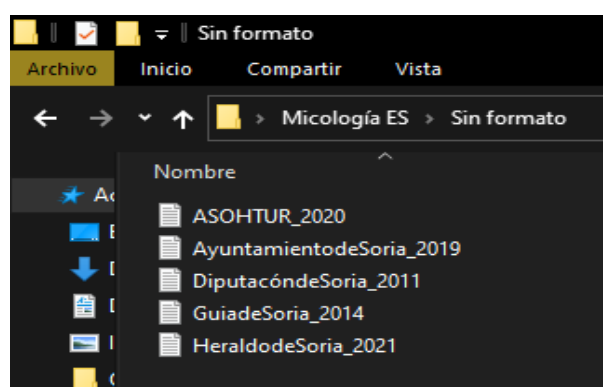 Sin formato
Archivo Inicio Compartir Vista
Micología ES > Sin formato
Nombre
ASOHTUR_2020
AyuntamientodeSoria_2019
DiputacóndeSoria_2011
GuiadeSoria_2014
HeraldodeSoria_2021